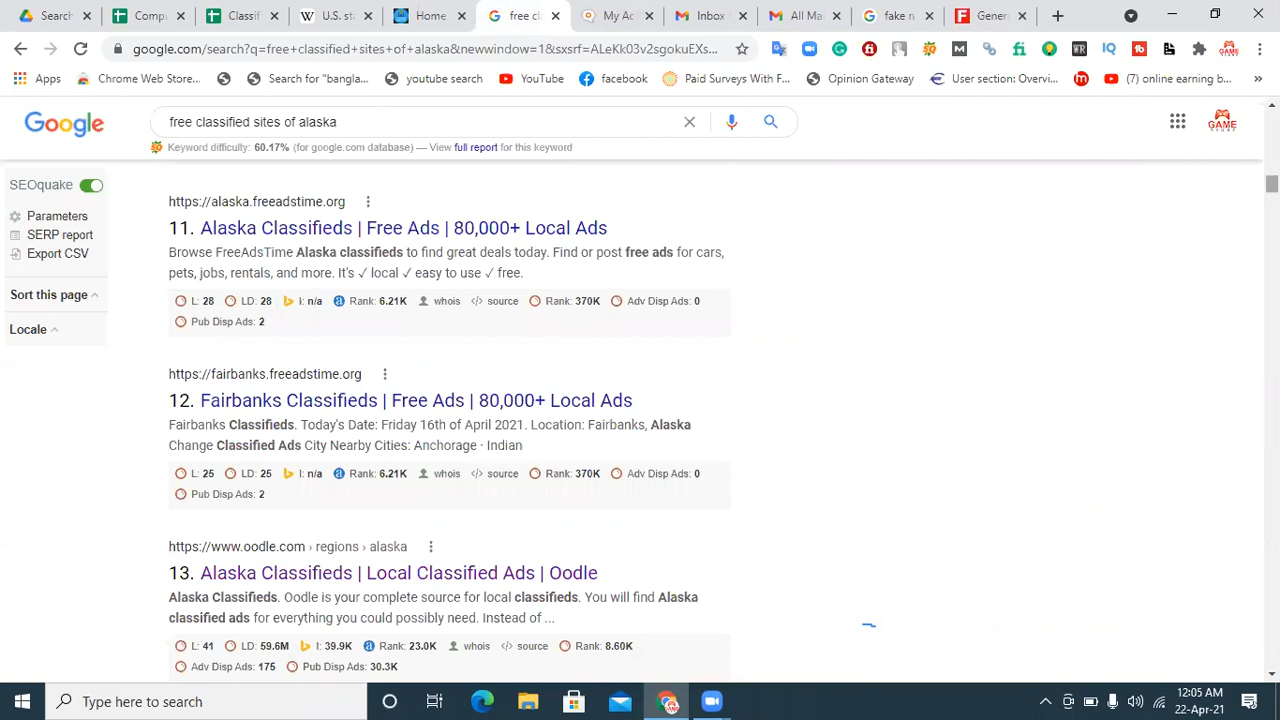 Search
Compu
Classifi
U.S. sta
Home
free cla
My Ac
Inbox
All Mai
fake n
Gener
google.com/search?q=free+classified+sites+of+alaska&newwindow=1&sxsrf=ALeKk03v2sgokuEXs...
Apps
Chrome Web Store...
Search for "bangla...
youtube search
YouTube
facebook
Paid Surveys With F...
Opinion Gateway
User section: Overvi...
(7) online earning b...
»
Google
free classified sites of alaska
GAME
Keyword difficulty: 60.17% (for google.com database) — View full report for this keyword
SEOquake
Parameters
SERP report
Export CSV
Sort this page
Locale
https://alaska.freeadstime.org
11. Alaska Classifieds | Free Ads | 80,000+ Local Ads
Browse FreeAdsTime Alaska classifieds to find great deals today. Find or post free ads for cars,
pets, jobs, rentals, and more. It's ✓ local ✓ easy to use ✓ free.
L: 28 LD: 28 I: n/a Rank: 6.21K whois </> source Rank: 370K Adv Disp Ads: 0
Pub Disp Ads: 2
https://fairbanks.freeadstime.org
12. Fairbanks Classifieds | Free Ads | 80,000+ Local Ads
Fairbanks Classifieds. Today's Date: Friday 16th of April 2021. Location: Fairbanks, Alaska
Change Classified Ads City Nearby Cities: Anchorage · Indian
L: 25 LD: 25 I: n/a Rank: 6.21K whois </> source Rank: 370K Adv Disp Ads: 0
Pub Disp Ads: 2
https://www.oodle.com › regions › alaska
13. Alaska Classifieds | Local Classified Ads | Oodle
Alaska Classifieds. Oodle is your complete source for local classifieds. You will find Alaska
classified ads for everything you could possibly need. Instead of ...
L: 41 LD: 59.6M I: 39.9K Rank: 23.0K whois </> source Rank: 8.60K
Adv Disp Ads: 175 Pub Disp Ads: 30.3K
Type here to search
12:05 AM
22-Apr-21